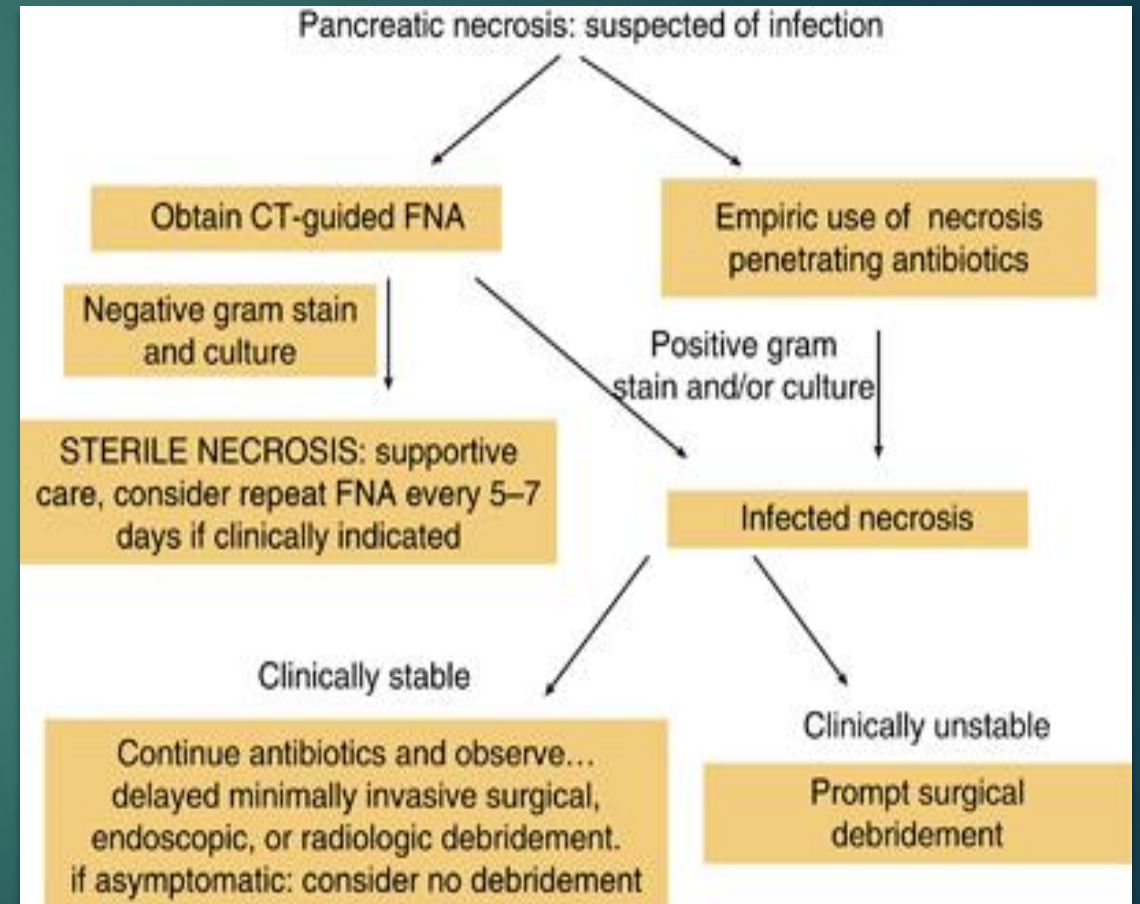 Pancreatic necrosis: suspected of infection
Obtain CT-guided FNA
Empiric use of necrosis
penetrating antibiotics
Negative gram stain
and culture
Positive gram
stain and/or culture
STERILE NECROSIS: supportive
care, consider repeat FNA every 5–7
days if clinically indicated
Infected necrosis
Clinically stable
Continue antibiotics and observe...
delayed minimally invasive surgical,
endoscopic, or radiologic debridement.
if asymptomatic: consider no debridement
Clinically unstable
Prompt surgical
debridement